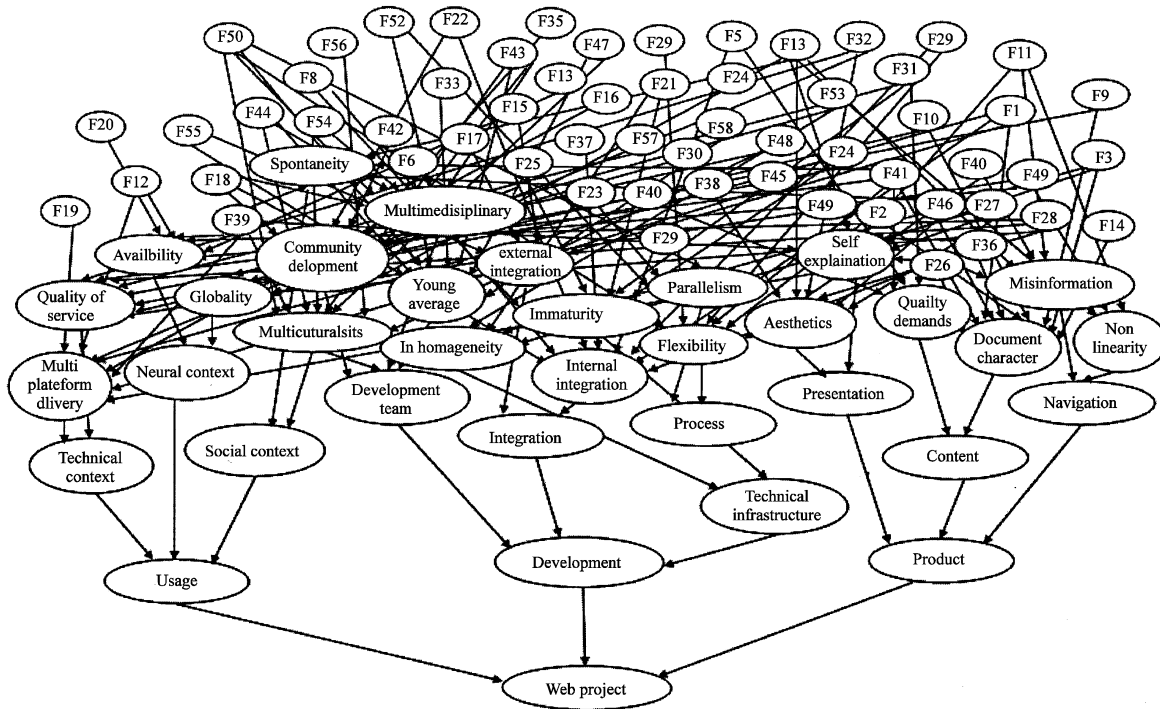 F50
F56
F52
F22
F35
F43
F47
F29
F5
F13
F32
F29
F11
F8
F33
F13
F21
F24
F31
F53
F9
F44
F54
F15
F16
F10
F1
F20
F55
F42
F17
F37
F57
F58
F48
F24
F3
Spontaneity
F6
F25
F30
F40
F12
F18
F23
F40
F38
F45
F41
F49
F19
F39
Multimedisiplinary
F49
F2
F46
F27
F28
F14
Availbility
Community
delopment
external
integration
F29
Self
explaination
F36
F26
Quality of
service
Globality
Young
average
Parallelism
Misinformation
Multicuturalsits
Immaturity
Aesthetics
Quailty
demands
Document
character
Non
linearity
Multi
plateform
dlivery
Neural context
In homageneity
Internal
integration
Flexibility
Development
team
Presentation
Navigation
Technical
context
Social context
Integration
Process
Content
Technical
infrastructure
Usage
Development
Product
Web project